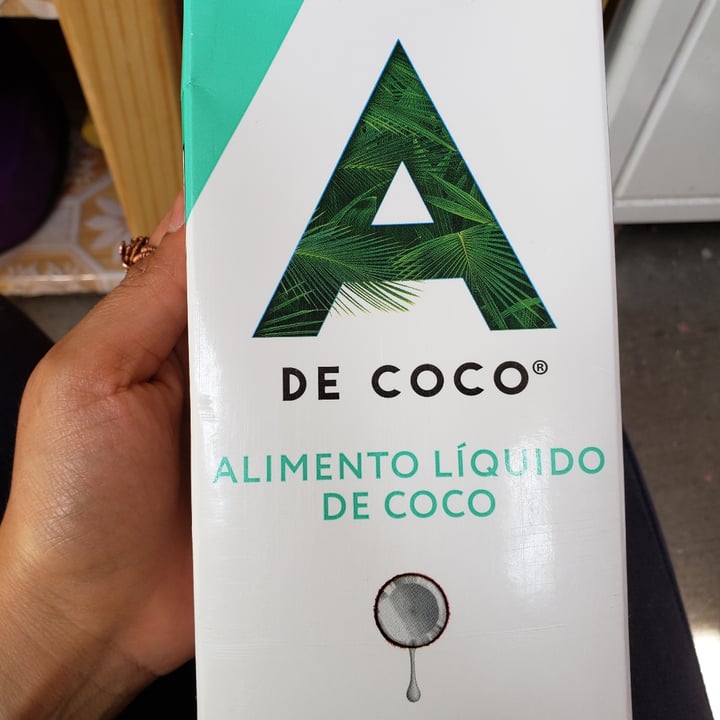 A
DE COCO®
ALIMENTO LÍQUIDO
DE COCO